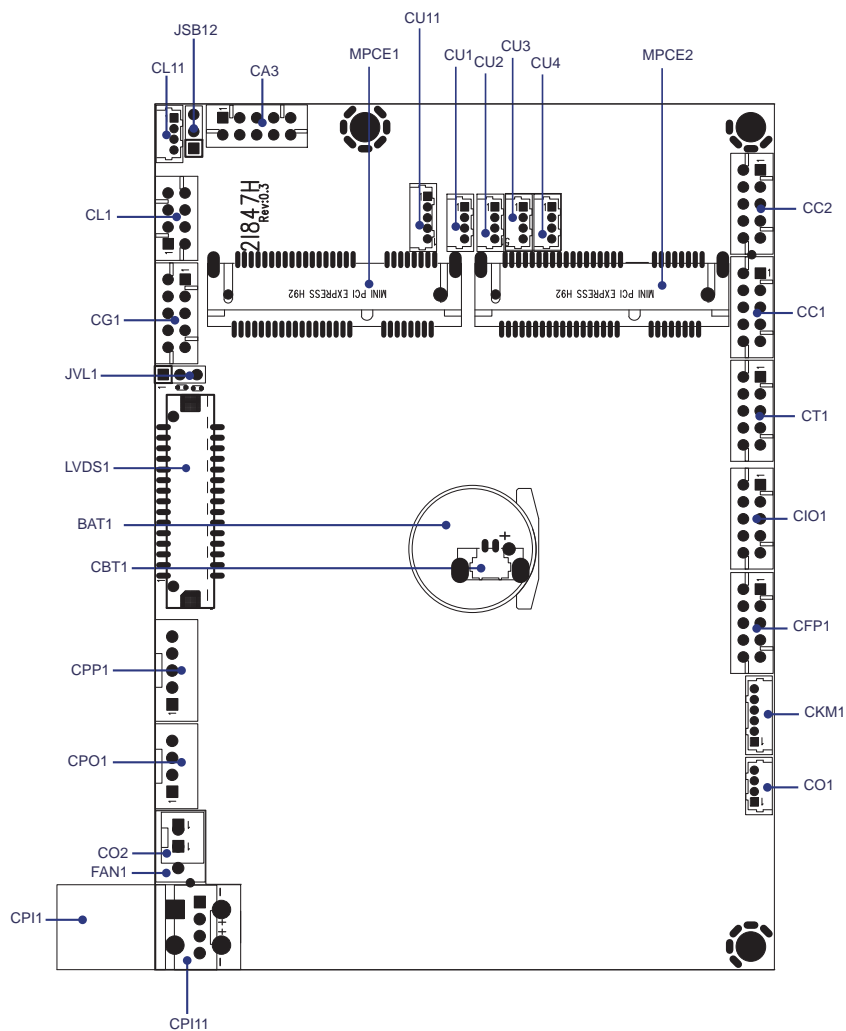 CU11
JSB12
CU3
MPCE1
CU1
MPCE2
CL11
CA3
CU2
CU4
1
21847H
Rev:0.3
CL1
CC2
MINI PCI EXPRESS H92
MINI PCI EXPRESS H92
CG1
CC1
JVL1
CT1
LVDS1
BAT1
+
CIO1
CBT1
CFP1
CPP1
CKM1
CPO1
CO1
CO2
FAN1
CPI1
CPI11